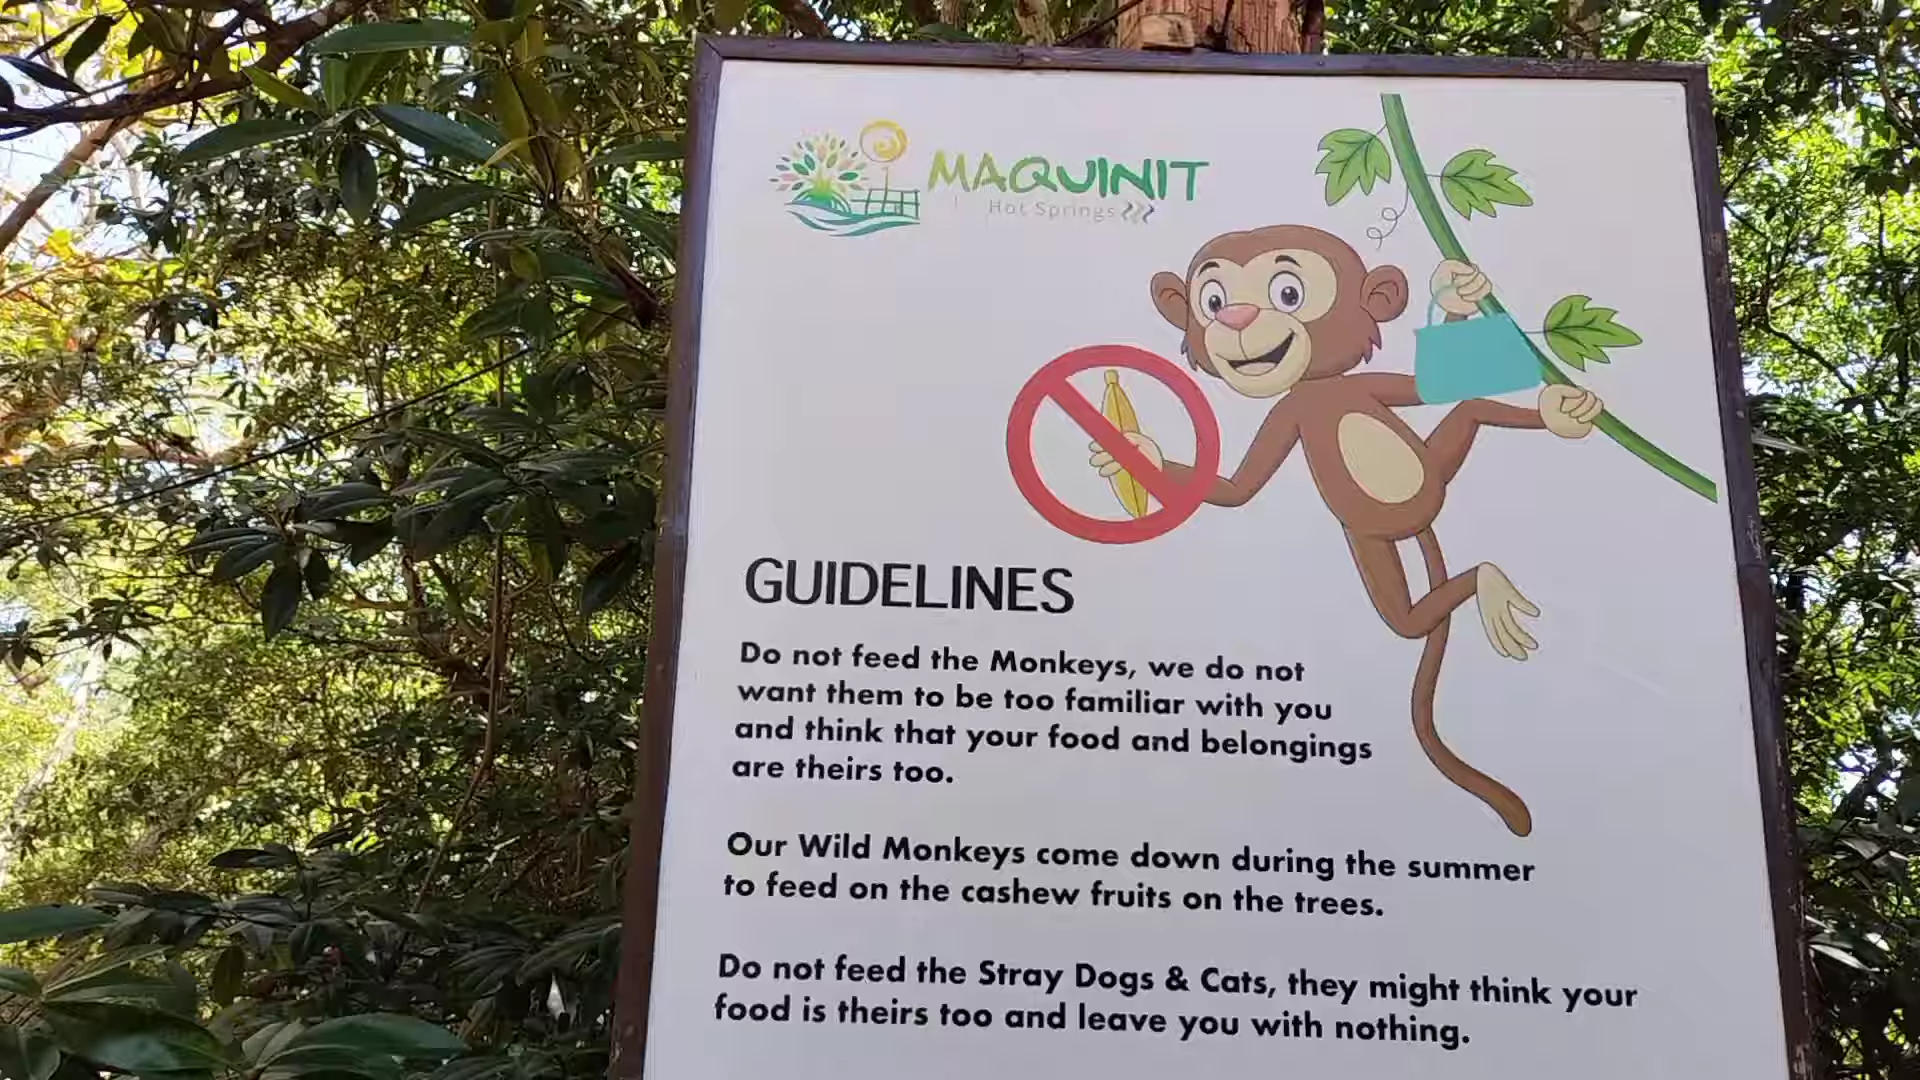 MAQUINIT
Hot Springs
GUIDELINES
Do not feed the Monkeys, we do not
want them to be too familiar with you
and think that your food and belongings
are theirs too.
Our Wild Monkeys come down during the summer
to feed on the cashew fruits on the trees.
Do not feed the Stray Dogs & Cats, they might think your
food is theirs too and leave you with nothing.